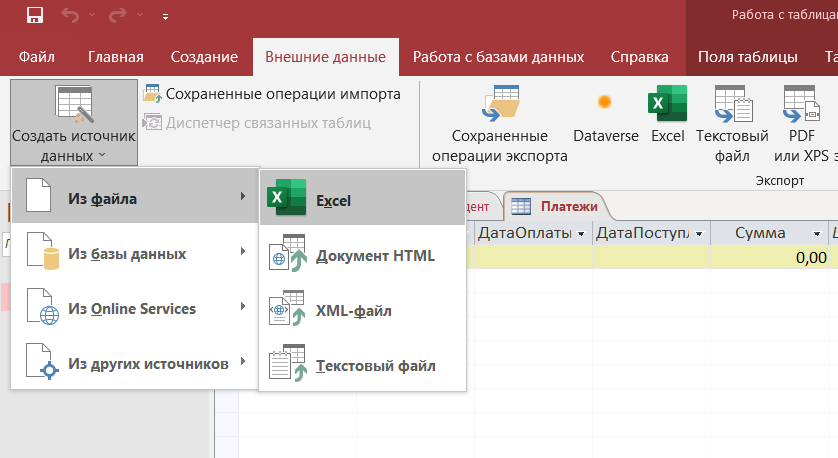 Работа с таблица
Файл Главная Создание Внешние данные Работа с базами данных Справка Поля таблицы
Создать источник данных
Сохраненные операции импорта
Диспетчер связанных таблиц
Сохраненные операции экспорта
Dataverse
Excel
Текстовый файл
PDF или XPS
Экспорт
Из файла
Из базы данных
Из Online Services
Из других источников
Excel
Документ HTML
XML-файл
Текстовый файл
дент
Платежи
ДатаОплаты ДатаПоступл Сумма
0,00